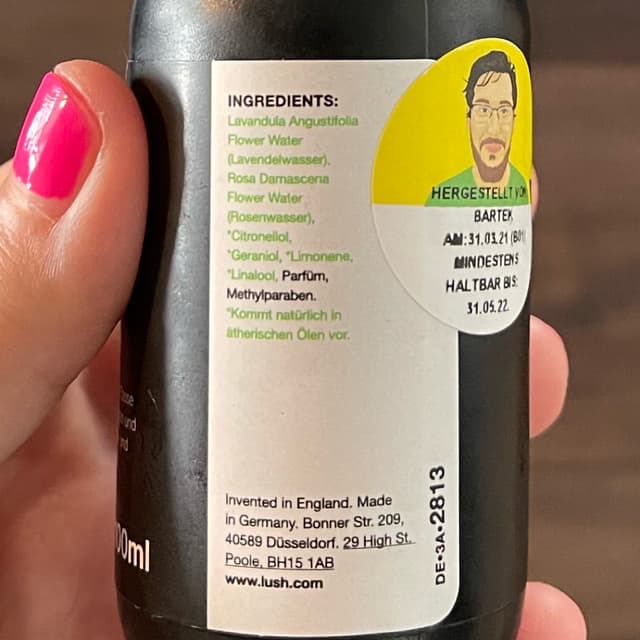 INGREDIENTS:
Lavandula Angustifolia
Flower Water
(Lavendelwasser),
Rosa Damascena
Flower Water
(Rosenwasser),
*Citronellol,
*Geraniol, *Limonene,
*Linalool, Parfüm,
Methylparaben.
*Kommt natürlich in
ätherischen Ölen vor.
HERGESTELLT VON
BARTEK
AM:31.03.21 (B01)
MINDESTENS
HALTBAR BIS:
31.05.22
Invented in England. Made
in Germany. Bonner Str. 209,
40589 Düsseldorf. 29 High St.
Poole, BH15 1AB
www.lush.com
DE•3A•2813
und
00ml